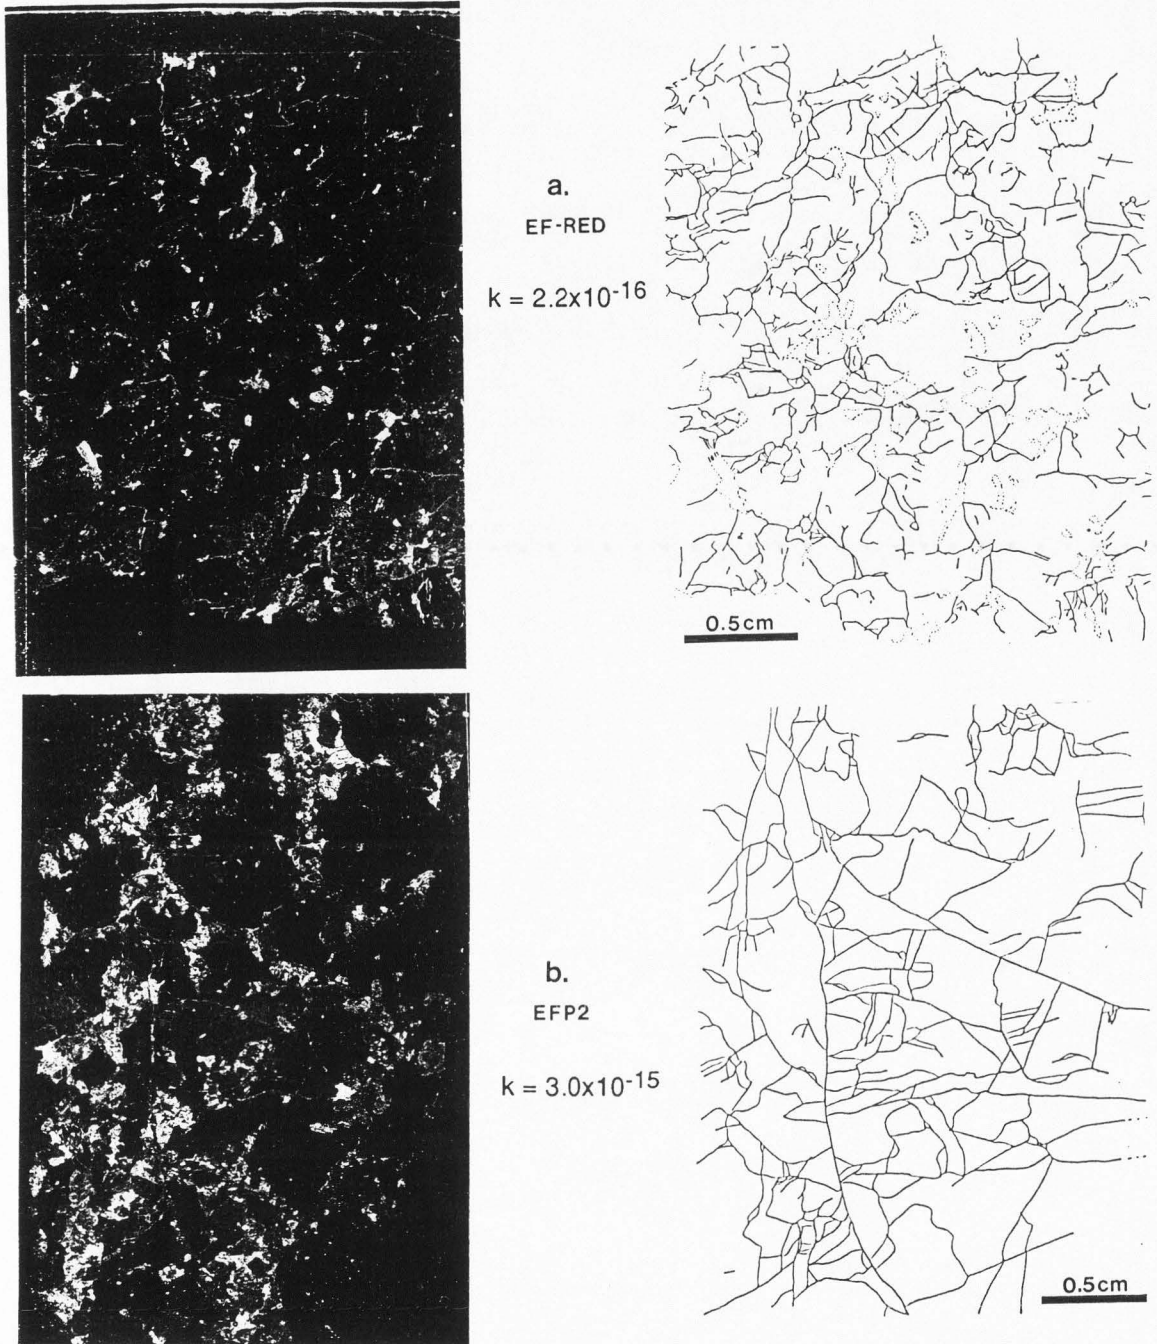 a.
EF-RED
k = 2.2x10⁻¹⁶
0.5cm
b.
EFP2
k = 3.0x10⁻¹⁵
0.5cm